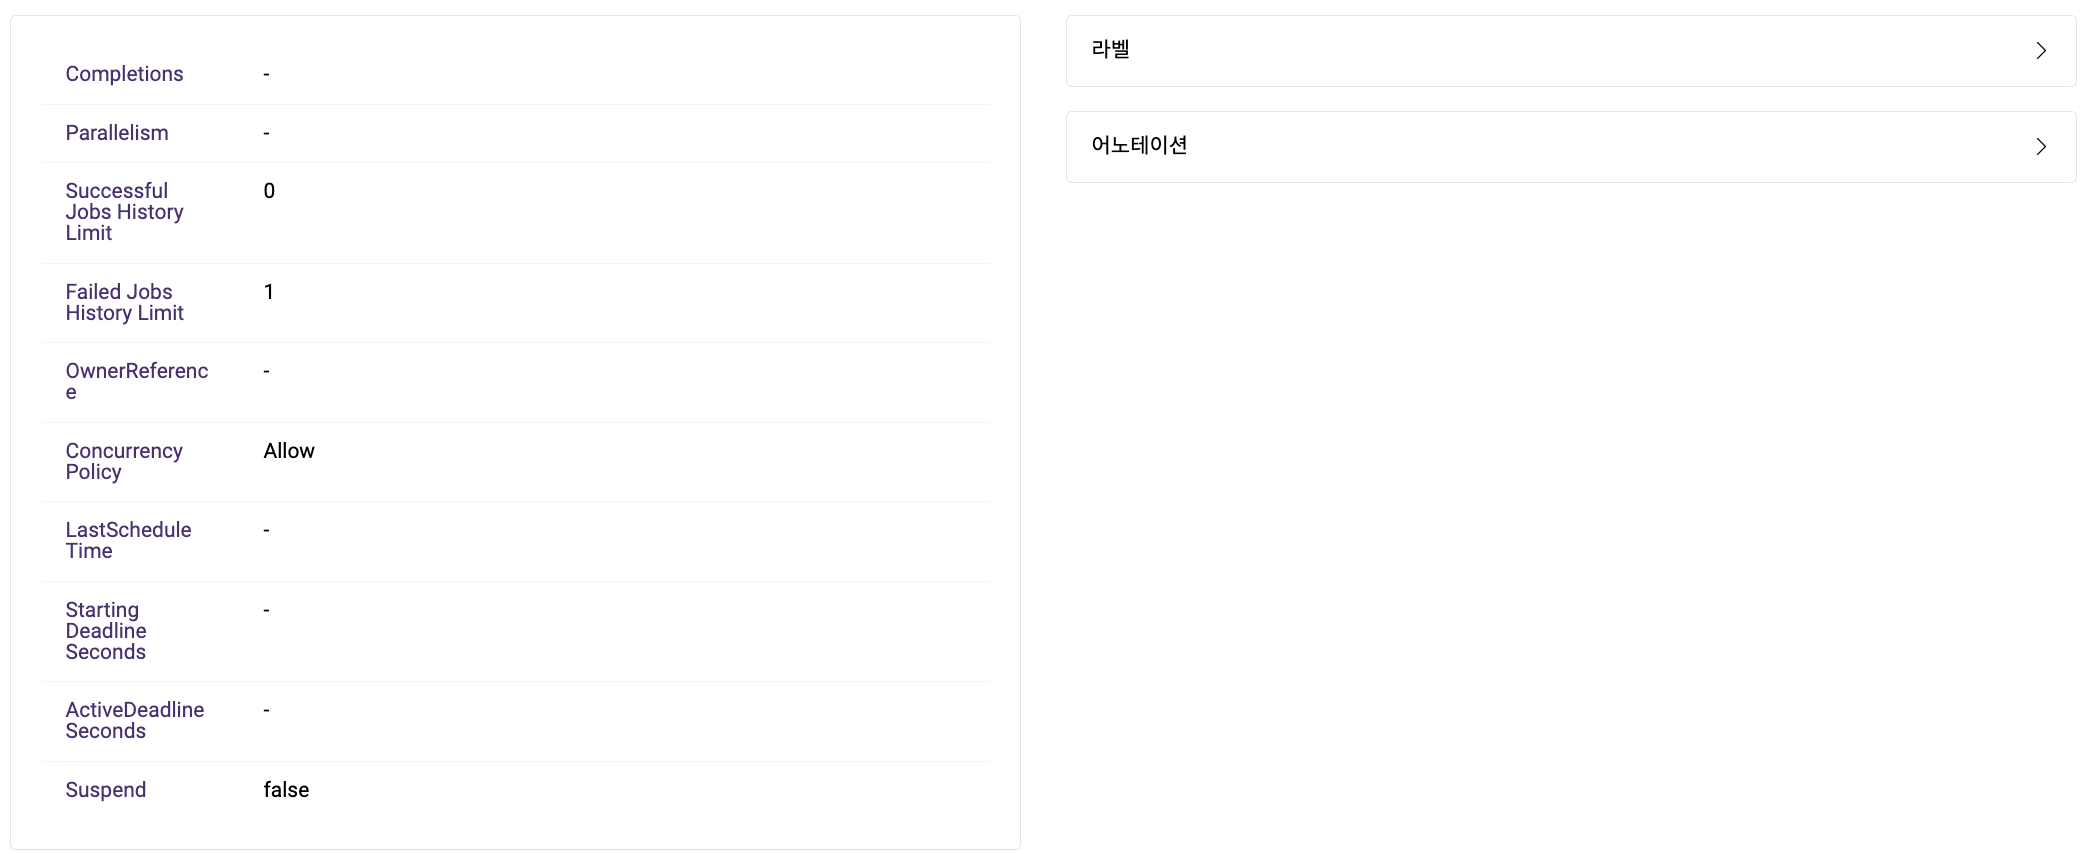 Completions -
Parallelism -
Successful 0
Jobs History
Limit
Failed Jobs 1
History Limit
OwnerReferenc -
e
Concurrency Allow
Policy
LastSchedule -
Time
Starting -
Deadline
Seconds
ActiveDeadline -
Seconds
Suspend false
라벨
어노테이션